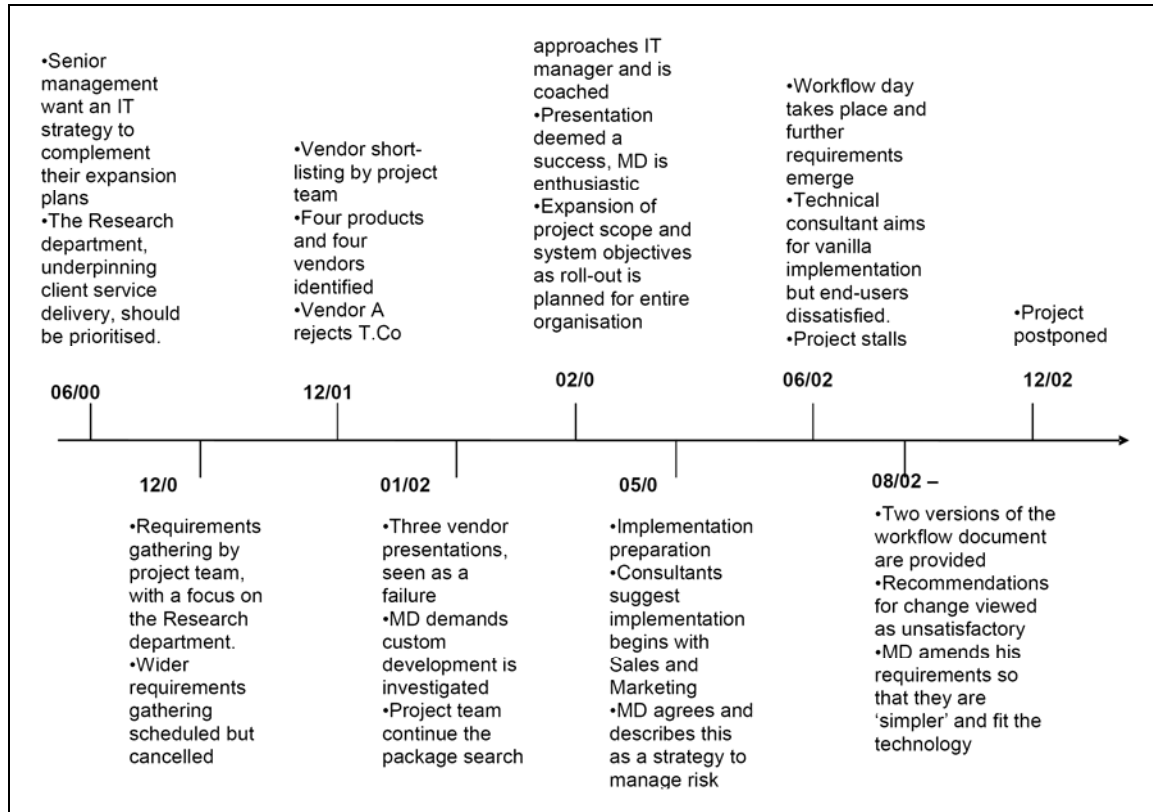 •Senior
management
want an IT
strategy to
complement
their expansion
plans
•The Research
department,
underpinning
client service
delivery, should
be prioritised.
06/00
12/0
•Requirements
gathering by
project team,
with a focus on
the Research
department.
•Wider
requirements
gathering
scheduled but
cancelled
•Vendor short-
listing by project
team
•Four products
and four
vendors
identified
•Vendor A
rejects T.Co
12/01
01/02
•Three vendor
presentations,
seen as a
failure
•MD demands
custom
development is
investigated
•Project team
continue the
package search
approaches IT
manager and is
coached
•Presentation
deemed a
success, MD is
enthusiastic
•Expansion of
project scope and
system objectives
as roll-out is
planned for entire
organisation
02/0
05/0
•Implementation
preparation
•Consultants
suggest
implementation
begins with
Sales and
Marketing
•MD agrees and
describes this
as a strategy to
manage risk
•Workflow day
takes place and
further
requirements
emerge
•Technical
consultant aims
for vanilla
implementation
but end-users
dissatisfied.
•Project stalls
06/02
08/02 –
•Two versions of the
workflow document
are provided
•Recommendations
for change viewed
as unsatisfactory
•MD amends his
requirements so
that they are
‘simpler’ and fit the
technology
•Project
postponed
12/02